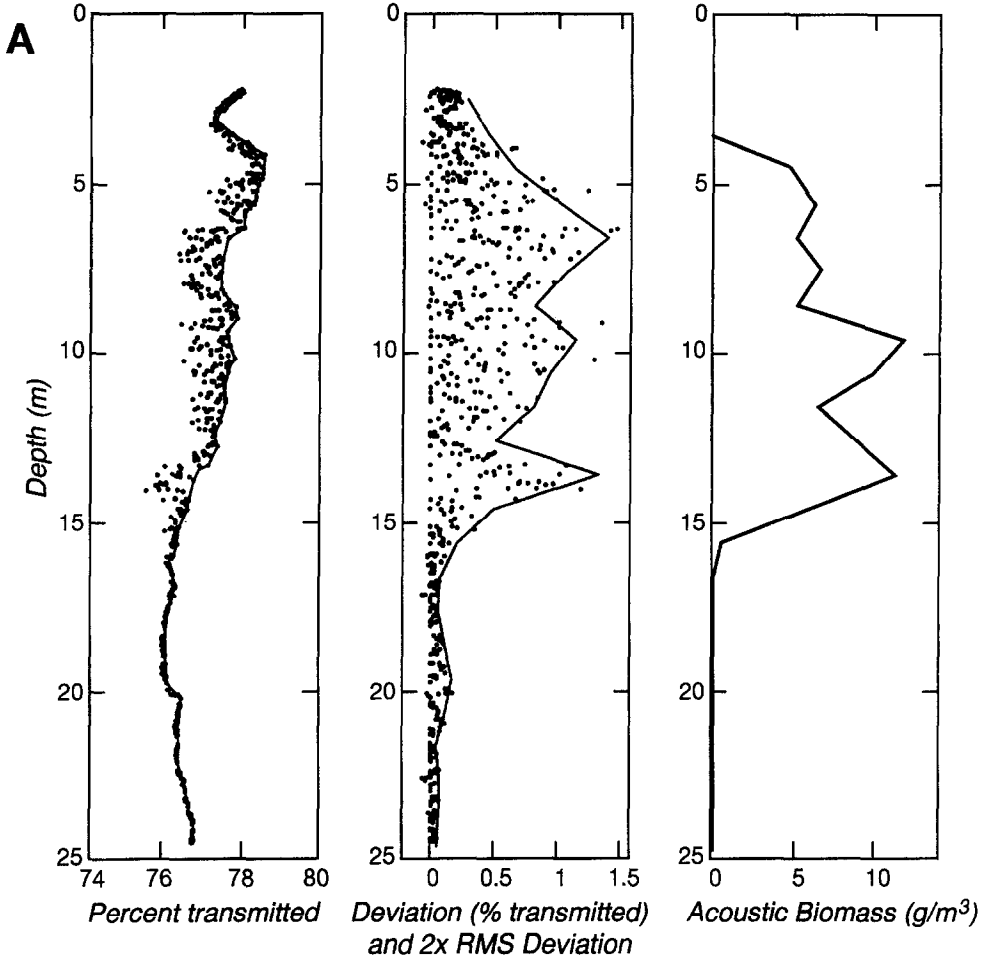 A
0
5
10
15
20
25
Depth (m)
74 76 78 80
Percent transmitted
0
5
10
15
20
25
0 0.5 1 1.5
Deviation (% transmitted)
and 2x RMS Deviation
0
5
10
15
20
25
0 5 10
Acoustic Biomass (g/m³)